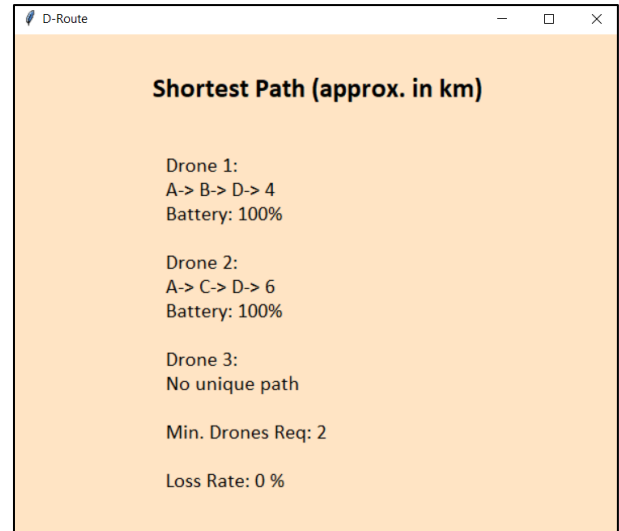 D-Route
Shortest Path (approx. in km)
Drone 1:
A-> B-> D-> 4
Battery: 100%
Drone 2:
A-> C-> D-> 6
Battery: 100%
Drone 3:
No unique path
Min. Drones Req: 2
Loss Rate: 0 %